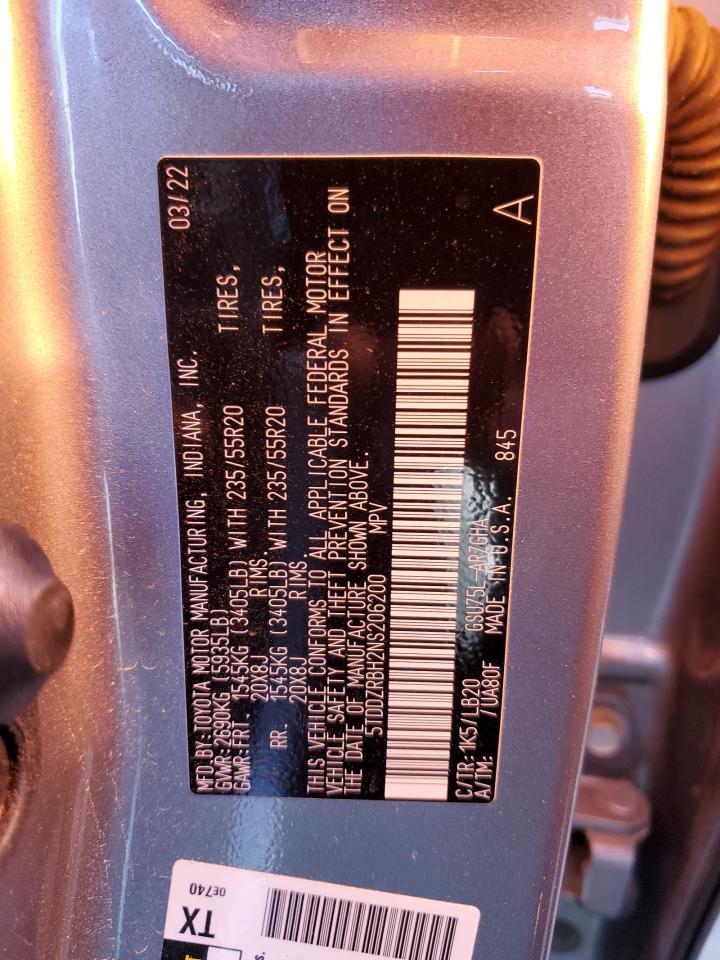 MFD.BY:TOYOTA MOTOR MANUFACTURING, INDIANA, INC. 03/22
GVWR:2690KG (5935LB)
GAWR:FRT. 1545KG (3405LB) WITH 235/55R20 TIRES,
20X8J RIMS.
RR. 1545KG (3405LB) WITH 235/55R20 TIRES,
20X8J RIMS.
THIS VEHICLE CONFORMS TO ALL APPLICABLE FEDERAL MOTOR
VEHICLE SAFETY AND THEFT PREVENTION STANDARDS IN EFFECT ON
THE DATE OF MANUFACTURE SHOWN ABOVE.
5TDDZRBH2NS206200 MPV
C/TR:1K5/LB20 GSU75L-ARZGHA A
A/TM: /UA80F MADE IN U.S.A. 845
TX
0E740